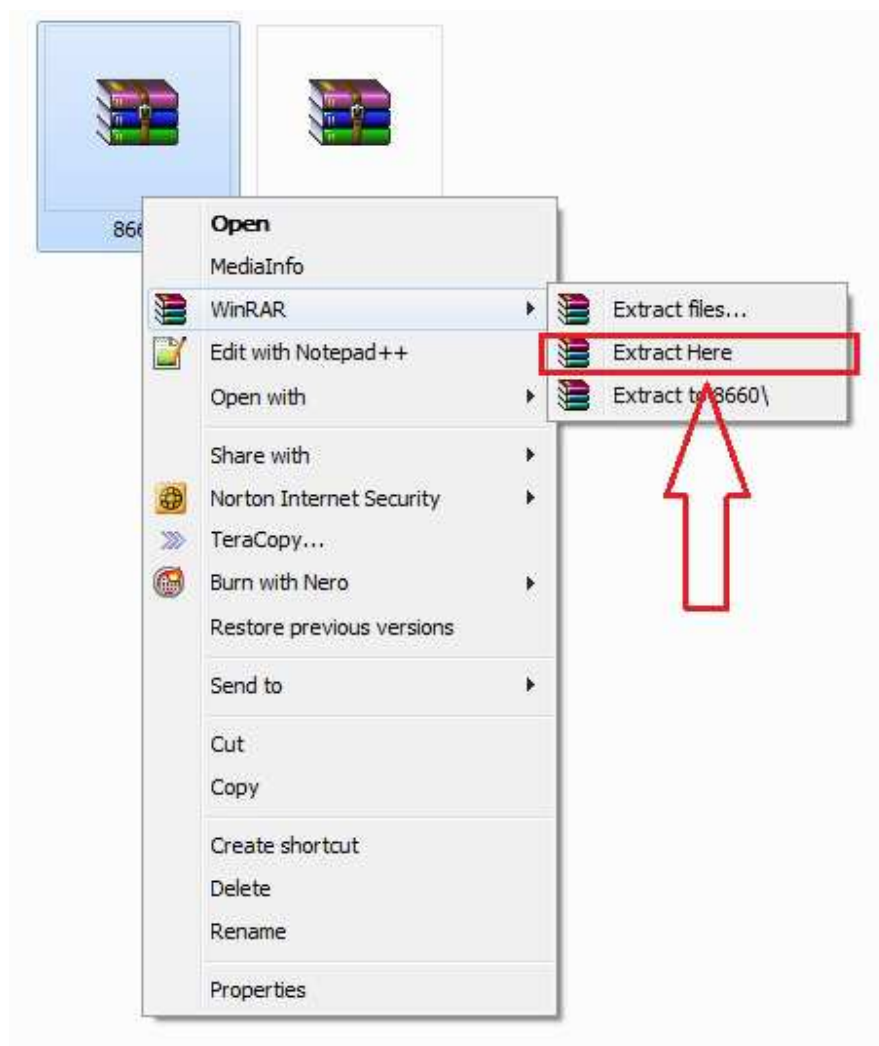 Open
MediaInfo
WinRAR
Extract files...
Edit with Notepad++
Extract Here
Open with
Extract to 8660\
Share with
Norton Internet Security
TeraCopy...
Burn with Nero
Restore previous versions
Send to
Cut
Copy
Create shortcut
Delete
Rename
Properties